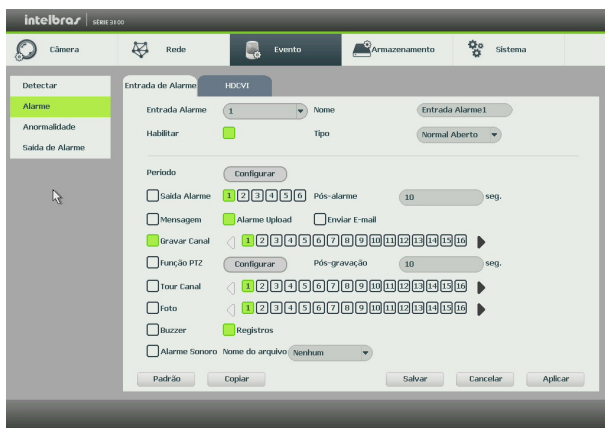 intelbras SÉRIE 3100
Câmera Rede Evento Armazenamento Sistema
Detectar
Alarme
Anormalidade
Saída de Alarme
Entrada de Alarme HDCVI
Entrada Alarme 1 Nome Entrada Alarme1
Habilitar Tipo Normal Aberto
Período Configurar
Saída Alarme 1 2 3 4 5 6 Pós-alarme 10 seg.
Mensagem Alarme Upload Enviar E-mail
Gravar Canal 1 2 3 4 5 6 7 8 9 10 11 12 13 14 15 16
Função PTZ Configurar Pós-gravação 10 seg.
Tour Canal 1 2 3 4 5 6 7 8 9 10 11 12 13 14 15 16
Foto 1 2 3 4 5 6 7 8 9 10 11 12 13 14 15 16
Buzzer Registros
Alarme Sonoro Nome do arquivo Nenhum
Padrão Copiar Salvar Cancelar Aplicar